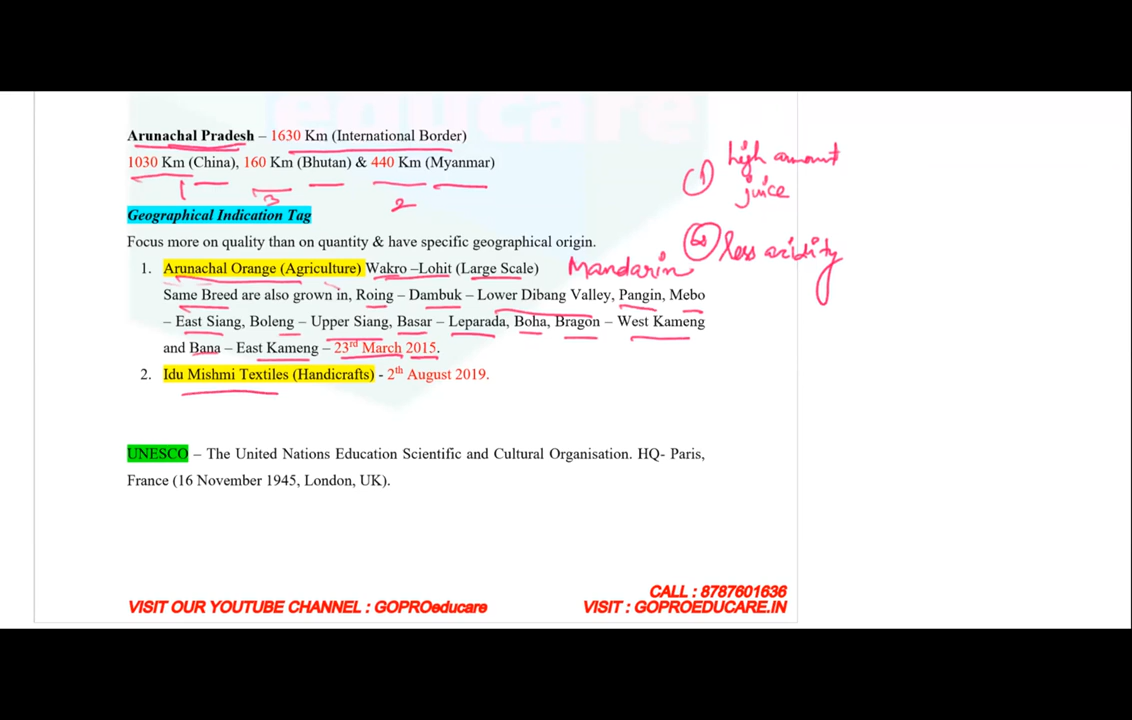 educare
Arunachal Pradesh – 1630 Km (International Border)
1030 Km (China), 160 Km (Bhutan) & 440 Km (Myanmar)
1 3 2
Geographical Indication Tag
Focus more on quality than on quantity & have specific geographical origin.
1. Arunachal Orange (Agriculture) Wakro –Lohit (Large Scale) Mandarin
Same Breed are also grown in, Roing – Dambuk – Lower Dibang Valley, Pangin, Mebo
– East Siang, Boleng – Upper Siang, Basar – Leparada, Boha, Bragon – West Kameng
and Bana – East Kameng – 23rd March 2015.
2. Idu Mishmi Textiles (Handicrafts) - 2th August 2019.
1 high amount
juice
less acidity
UNESCO – The United Nations Education Scientific and Cultural Organisation. HQ- Paris,
France (16 November 1945, London, UK).
CALL : 8787601636
VISIT OUR YOUTUBE CHANNEL : GOPROeducare VISIT : GOPROEDUCARE.IN